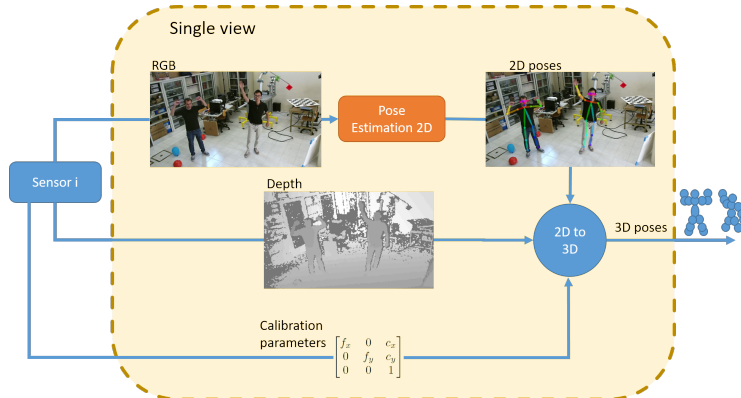 Single view
RGB
2D poses
Pose
Estimation 2D
Sensor i
Depth
2D to
3D
3D poses
Calibration
parameters
f_x 0 c_x
0 f_y c_y
0 0 1